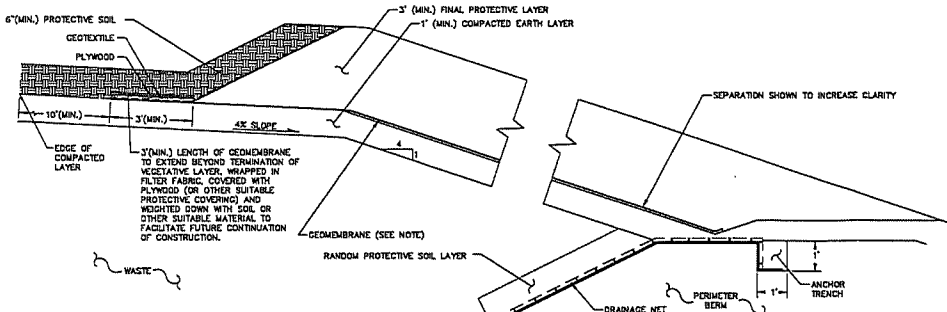 3' (MIN.) FINAL PROTECTIVE LAYER
1' (MIN.) COMPACTED EARTH LAYER
6"(MIN.) PROTECTIVE SOIL
GEOTEXTILE
PLYWOOD
SEPARATION SHOWN TO INCREASE CLARITY
10'(MIN.)
3'(MIN.)
4% SLOPE
4
1
EDGE OF
COMPACTED
LAYER
3'(MIN.) LENGTH OF GEOMEMBRANE
TO EXTEND BEYOND TERMINATION OF
VEGETATIVE LAYER, WRAPPED IN
FILTER FABRIC, COVERED WITH
PLYWOOD (OR OTHER SUITABLE
PROTECTIVE COVERING) AND
WEIGHTED DOWN WITH SOIL OR
OTHER SUITABLE MATERIAL TO
FACILITATE FUTURE CONTINUATION
OF CONSTRUCTION.
GEOMEMBRANE (SEE NOTE)
RANDOM PROTECTIVE SOIL LAYER
WASTE
1'
1'
ANCHOR
TRENCH
PERIMETER
BERM
DRAINAGE NET